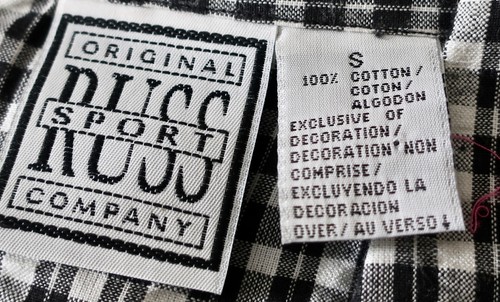 ORIGINAL
RUSS
SPORT
COMPANY
S
100% COTTON/
COTON/
ALGODON
EXCLUSIVE OF
DECORATION/
DECORATION NON
COMPRISE/
EXCLUYENDO LA
DECORACION
OVER/AU VERSO↓